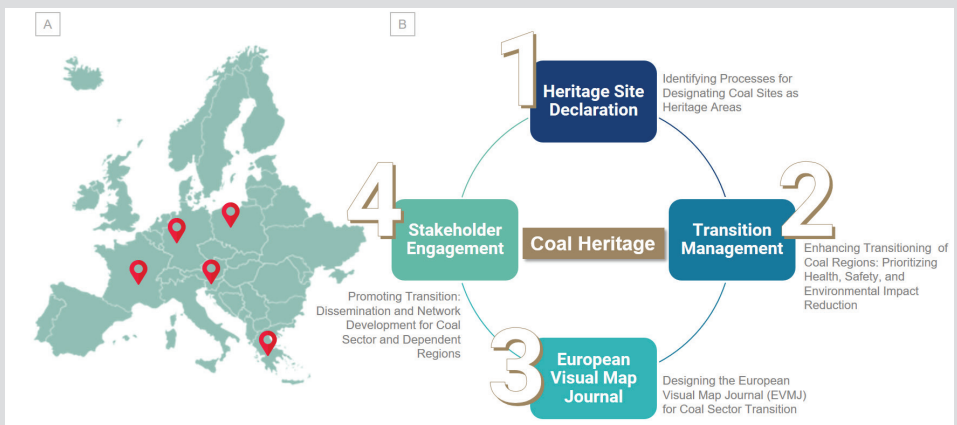 A
B
1
Heritage Site
Declaration
Identifying Processes for
Designating Coal Sites as
Heritage Areas
2
Transition
Management
Enhancing Transitioning of
Coal Regions: Prioritizing
Health, Safety, and
Environmental Impact
Reduction
Coal Heritage
3
European
Visual Map
Journal
Designing the European
Visual Map Journal (EVMJ)
for Coal Sector Transition
4
Stakeholder
Engagement
Promoting Transition:
Dissemination and Network
Development for Coal
Sector and Dependent
Regions